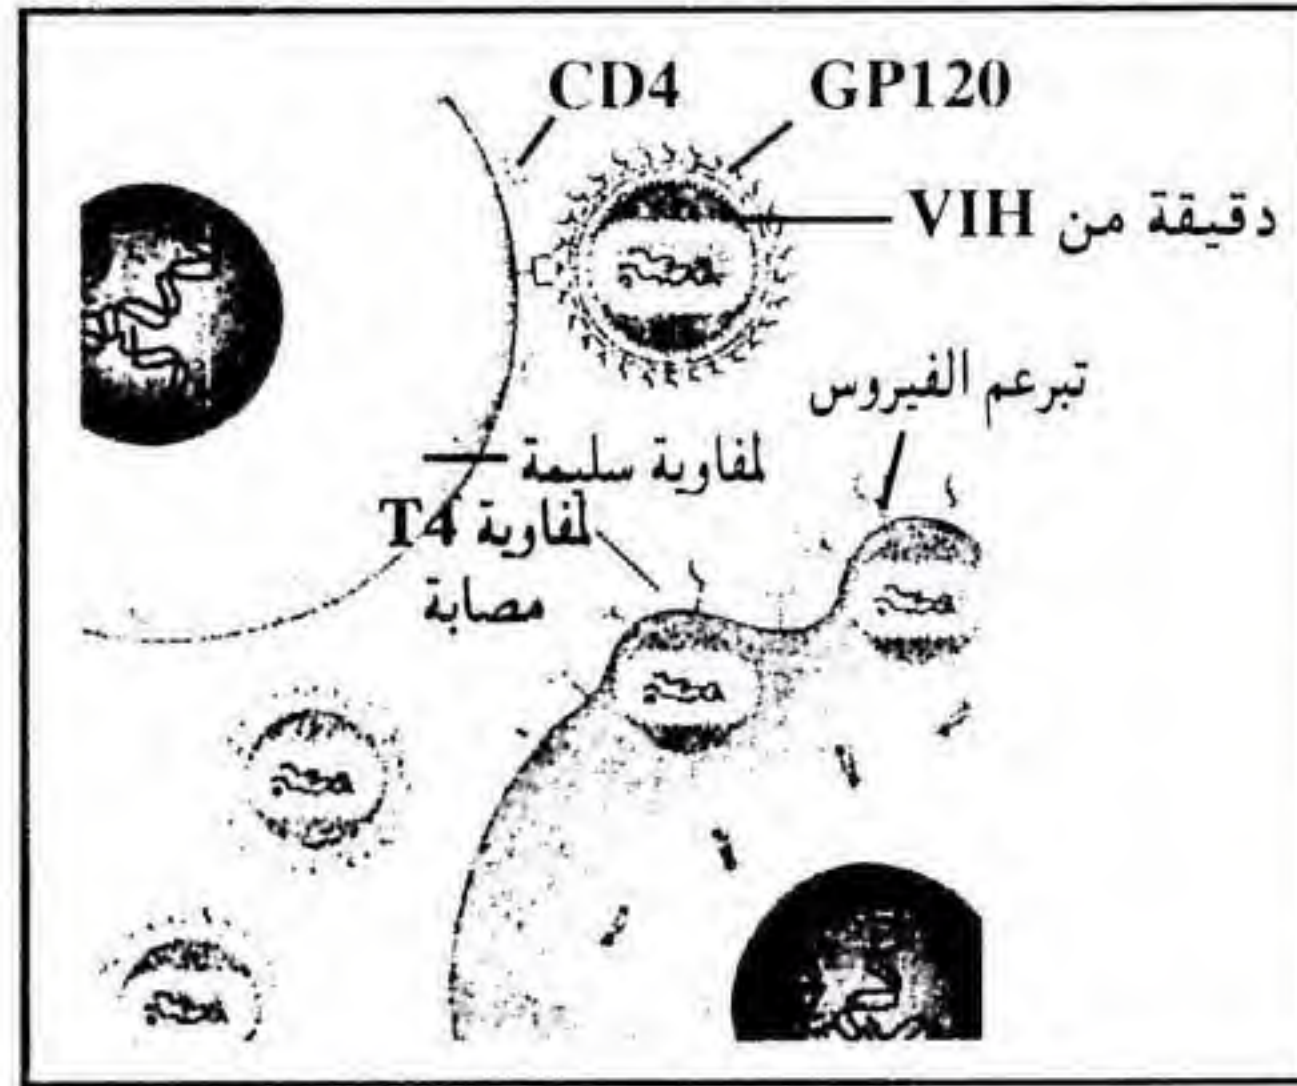 CD4
GP120
دقيقة من VIH
تبرعم الفيروس
لمفاوية سليمة
لمفاوية T4
مصابة